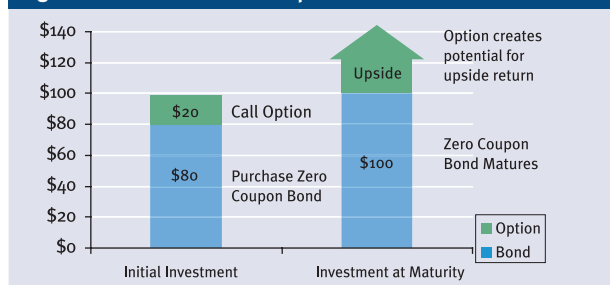 $140
$120
$100
$80
$60
$40
$20
$0
$20
Call Option
$80
Purchase Zero
Coupon Bond
Upside
$100
Option creates
potential for
upside return
Zero Coupon
Bond Matures
Option
Bond
Initial Investment
Investment at Maturity